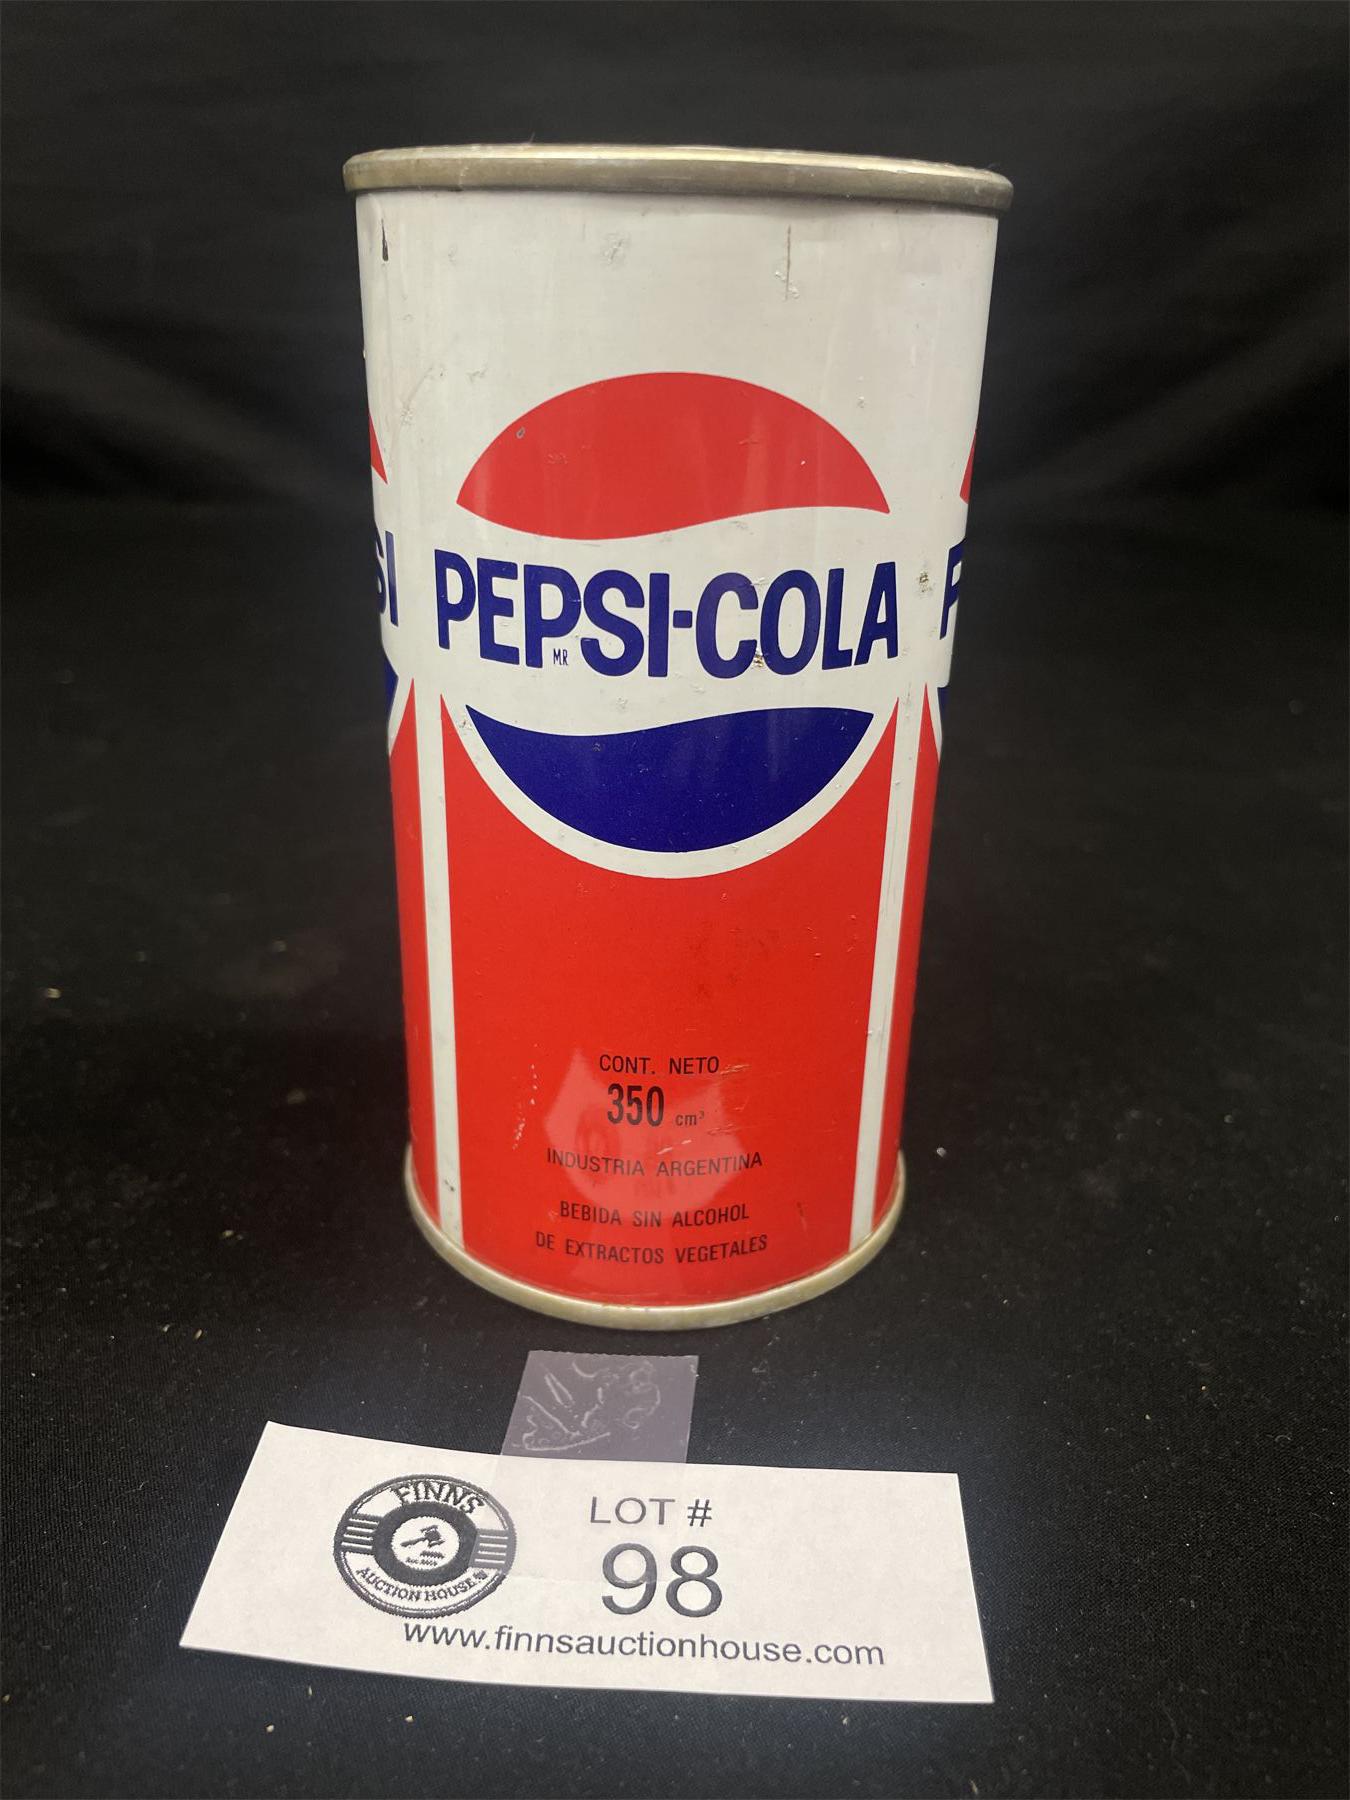 PEPSI-COLA
MR
SI
P
CONT. NETO
350 cm³
INDUSTRIA ARGENTINA
BEBIDA SIN ALCOHOL
DE EXTRACTOS VEGETALES
FINNS
AUCTION HOUSE
LOT #
98
www.finnsauctionhouse.com